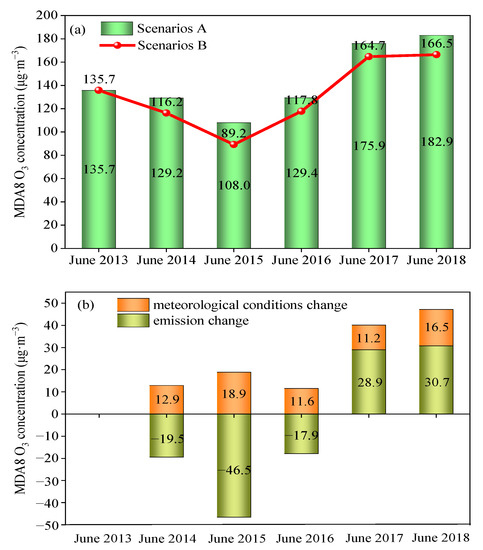 (a)
Scenarios A
Scenarios B
MDA8 O₃ concentration (μg·m⁻³)
200
180
160
140
120
100
80
60
40
20
0
135.7 116.2 89.2 117.8 164.7 166.5
135.7 129.2 108.0 129.4 175.9 182.9
June 2013 June 2014 June 2015 June 2016 June 2017 June 2018
(b)
meteorological conditions change
emission change
MDA8 O₃ concentration (μg·m⁻³)
50
40
30
20
10
0
−10
−20
−30
−40
−50
12.9 18.9 11.6 11.2 16.5
−19.5 −46.5 −17.9 28.9 30.7
June 2013 June 2014 June 2015 June 2016 June 2017 June 2018